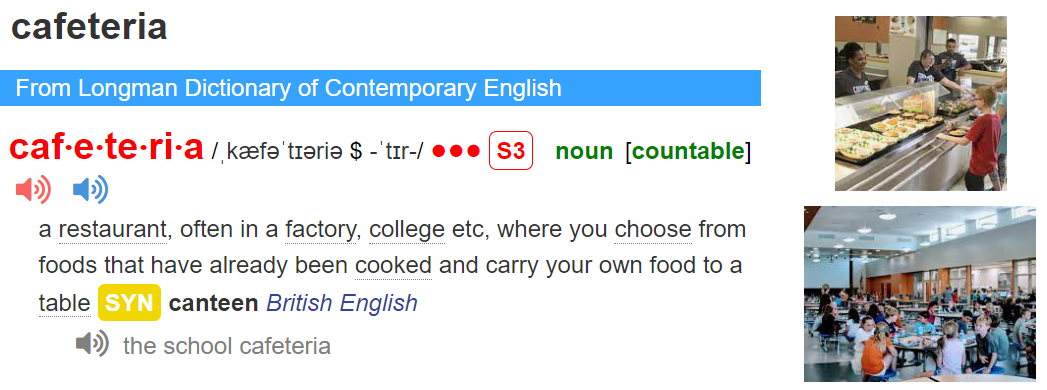 cafeteria
From Longman Dictionary of Contemporary English
caf·e·te·ri·a /ˌkæfəˈtɪəriə $ -ˈtɪr-/ ●●● S3 noun [countable]
a restaurant, often in a factory, college etc, where you choose from
foods that have already been cooked and carry your own food to a
table SYN canteen British English
the school cafeteria